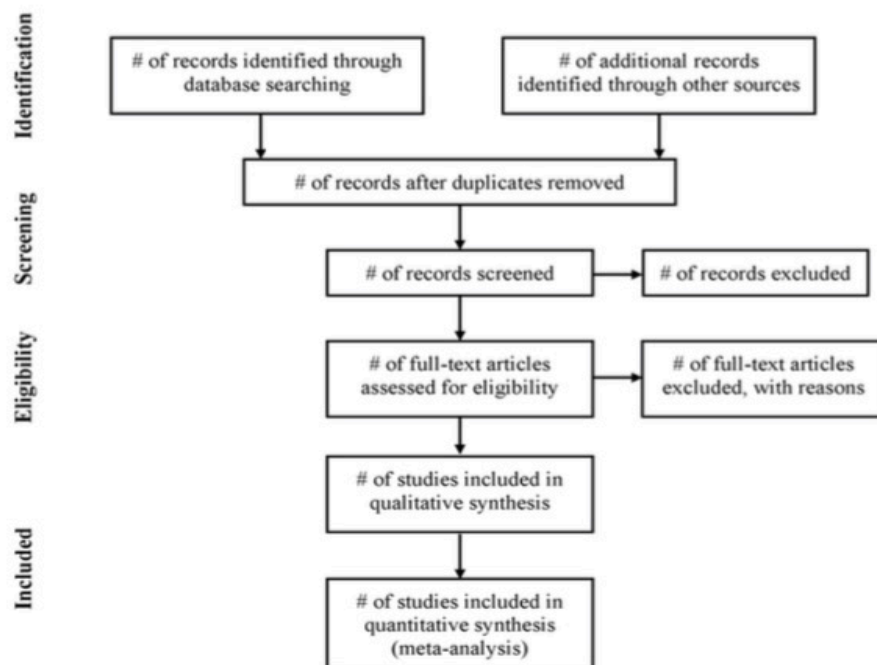 Identification
# of records identified through
database searching
# of additional records
identified through other sources
# of records after duplicates removed
Screening
# of records screened
# of records excluded
Eligibility
# of full-text articles
assessed for eligibility
# of full-text articles
excluded, with reasons
Included
# of studies included in
qualitative synthesis
# of studies included in
quantitative synthesis
(meta-analysis)